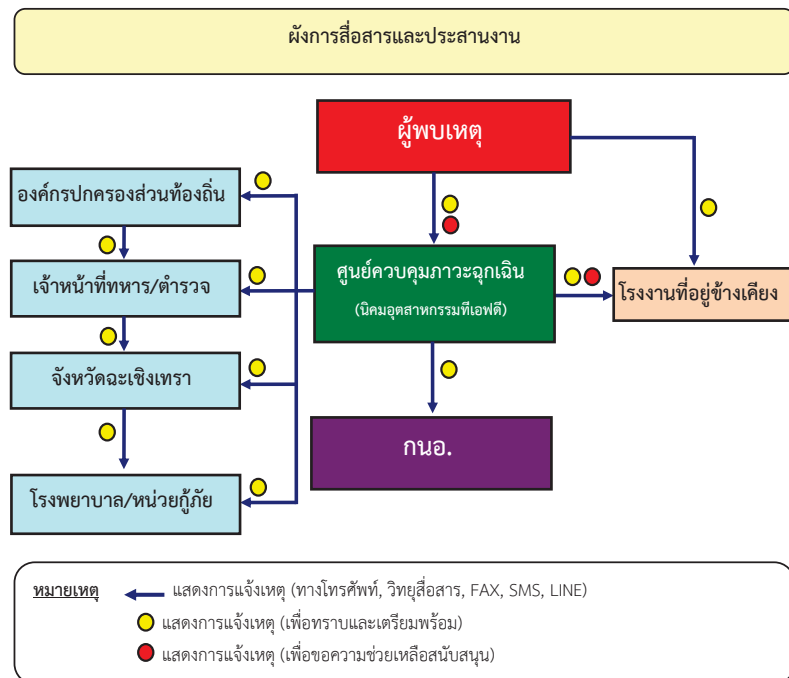 ผังการสื่อสารและประสานงาน
ผู้พบเหตุ
องค์กรปกครองส่วนท้องถิ่น
ศูนย์ควบคุมภาวะฉุกเฉิน
(นิคมอุตสาหกรรมทีเอฟดี)
เจ้าหน้าที่ทหาร/ตำรวจ
โรงงานที่อยู่ข้างเคียง
จังหวัดฉะเชิงเทรา
กนอ.
โรงพยาบาล/หน่วยกู้ภัย
หมายเหตุ แสดงการแจ้งเหตุ (ทางโทรศัพท์, วิทยุสื่อสาร, FAX, SMS, LINE)
แสดงการแจ้งเหตุ (เพื่อทราบและเตรียมพร้อม)
แสดงการแจ้งเหตุ (เพื่อขอความช่วยเหลือสนับสนุน)